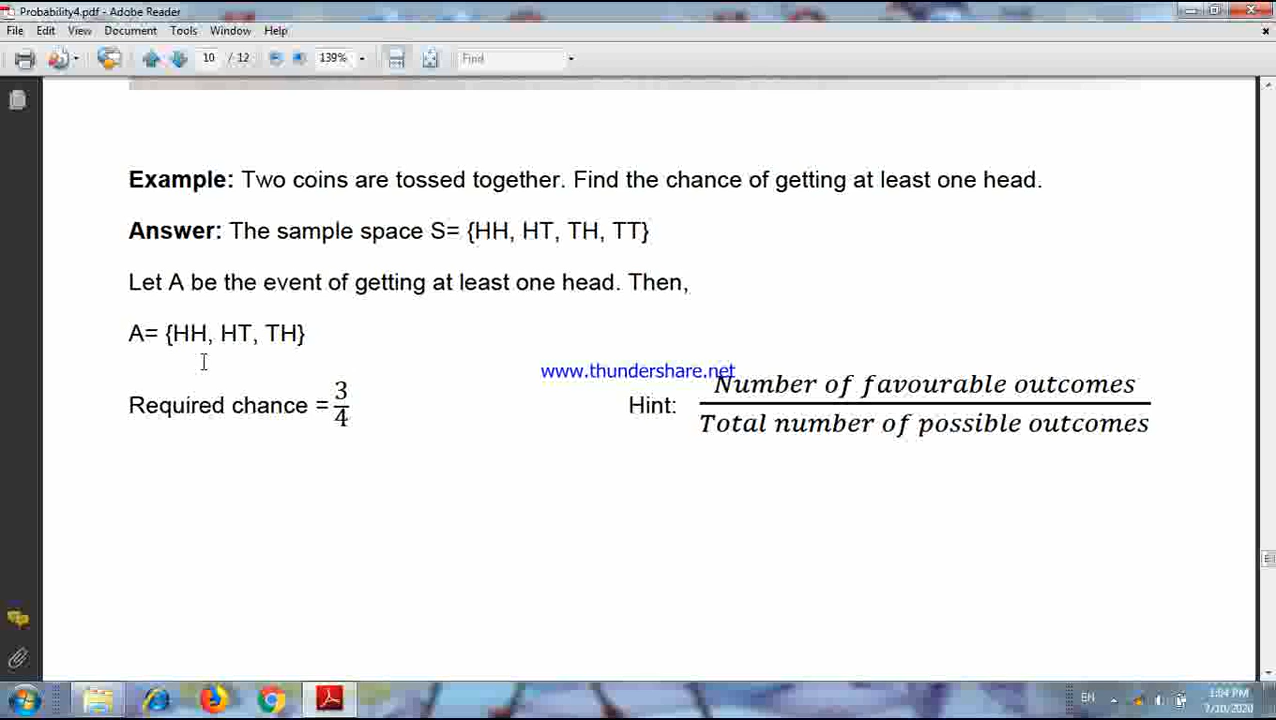 Probability4.pdf - Adobe Reader
File Edit View Document Tools Window Help
10 / 12 139% Find
Example: Two coins are tossed together. Find the chance of getting at least one head.
Answer: The sample space S= {HH, HT, TH, TT}
Let A be the event of getting at least one head. Then,
A= {HH, HT, TH}
www.thundershare.net
Required chance = 3/4 Hint: Number of favourable outcomes / Total number of possible outcomes
EN 1:04 PM
7/10/2020